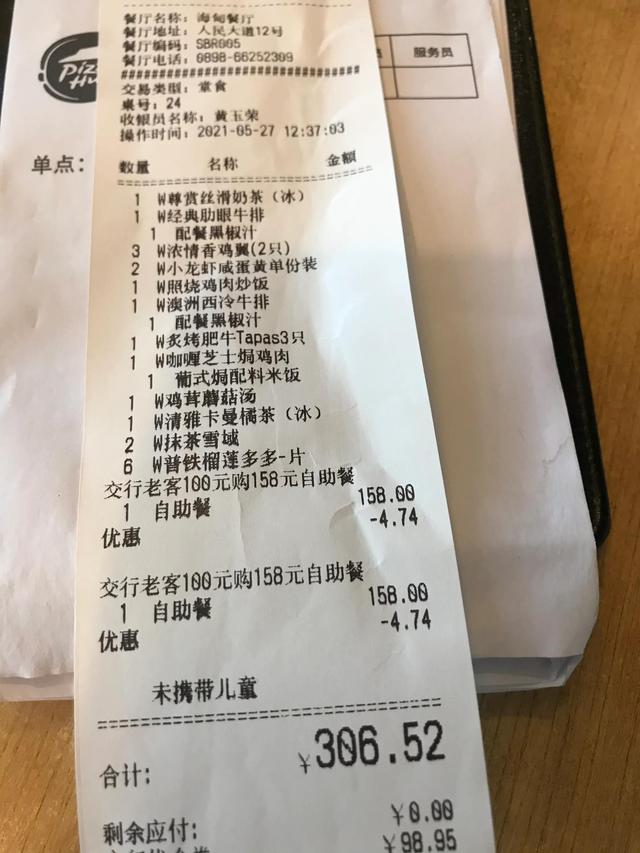 餐厅名称：海甸餐厅
餐厅地址：人民大道12号
餐厅编码：SBR005
餐厅电话：0898-66252309
##############################
交易类型：堂食
桌号：24
收银员名称：黄玉荣
操作时间：2021-05-27 12:37:03
数量 名称 金额
1 W尊赏丝滑奶茶（冰）
1 W经典肋眼牛排
1 配餐黑椒汁
3 W浓情香鸡翼(2只)
2 W小龙虾咸蛋黄单份装
1 W照烧鸡肉炒饭
1 W澳洲西冷牛排
1 配餐黑椒汁
1 W炙烤肥牛Tapas3只
1 W咖喱芝士焗鸡肉
1 葡式焗配料米饭
1 W鸡茸蘑菇汤
1 W清雅卡曼橘茶（冰）
2 W抹茶雪域
6 W普铁榴莲多多-片
交行老客100元购158元自助餐
1 自助餐 158.00
优惠 -4.74
交行老客100元购158元自助餐
1 自助餐 158.00
优惠 -4.74
未携带儿童
合计: ￥306.52
剩余应付: ￥0.00
￥98.95
Pizz
Hu
服务员
单点：